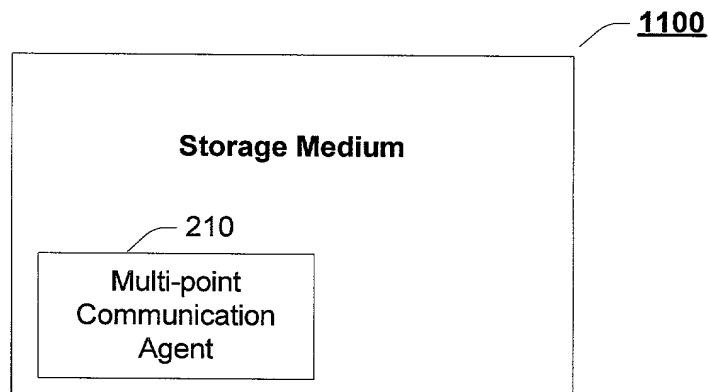 1100
Storage Medium
210
Multi-point
Communication
Agent